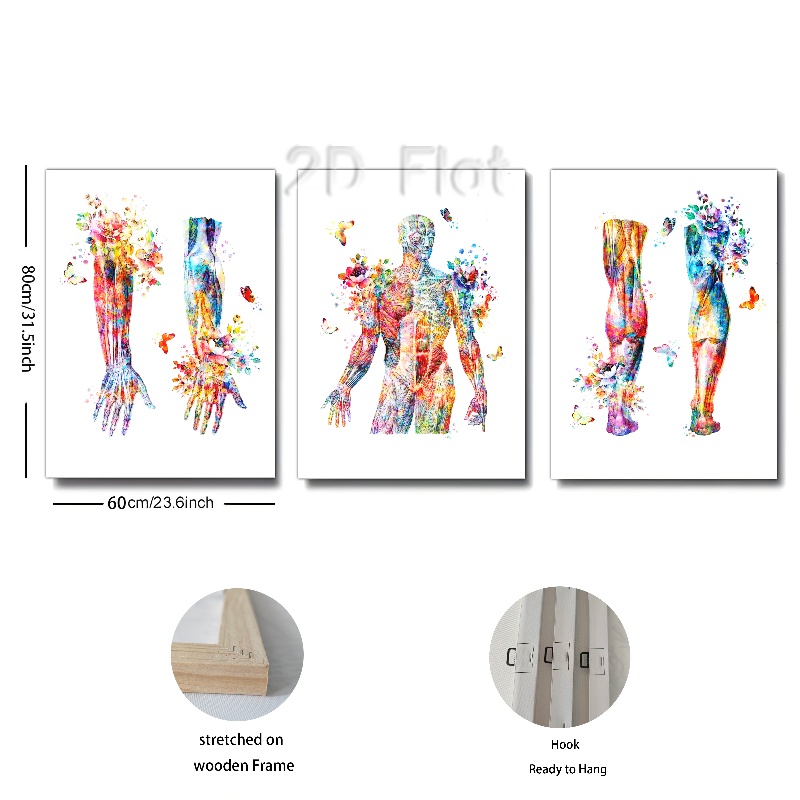 2D Flat
80cm/31.5inch
60cm/23.6inch
stretched on
wooden Frame
Hook
Ready to Hang